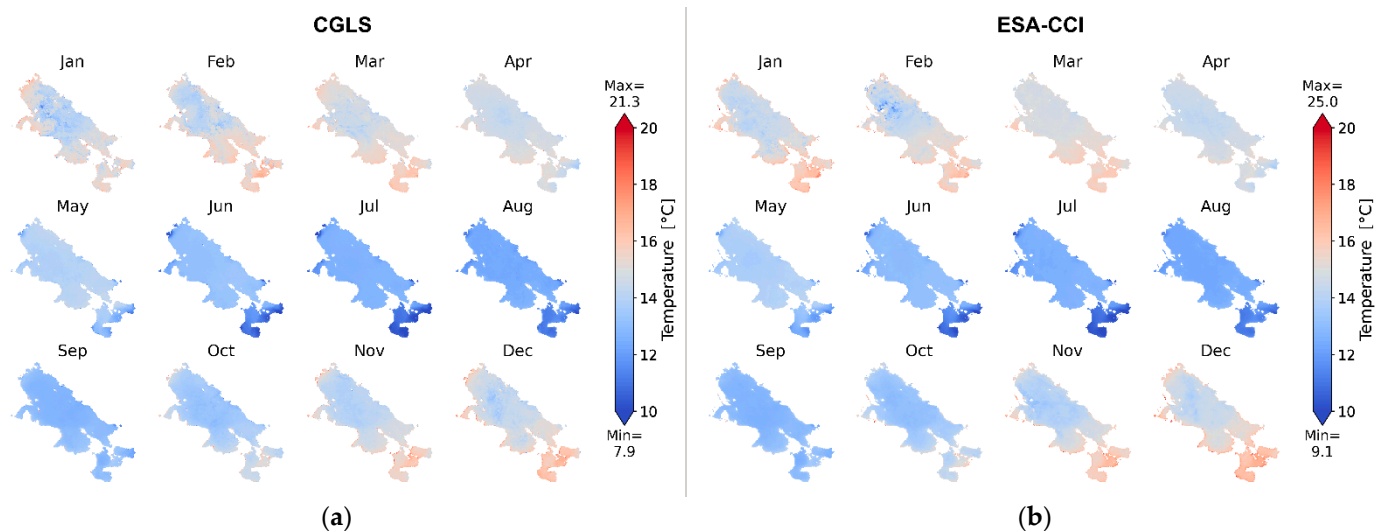 CGLS
Jan Feb Mar Apr
Max=
21.3
20
18
16
14
12
10
Temperature [°C]
Min=
7.9
May Jun Jul Aug
Sep Oct Nov Dec
(a)
ESA-CCI
Jan Feb Mar Apr
Max=
25.0
20
18
16
14
12
10
Temperature [°C]
Min=
9.1
May Jun Jul Aug
Sep Oct Nov Dec
(b)